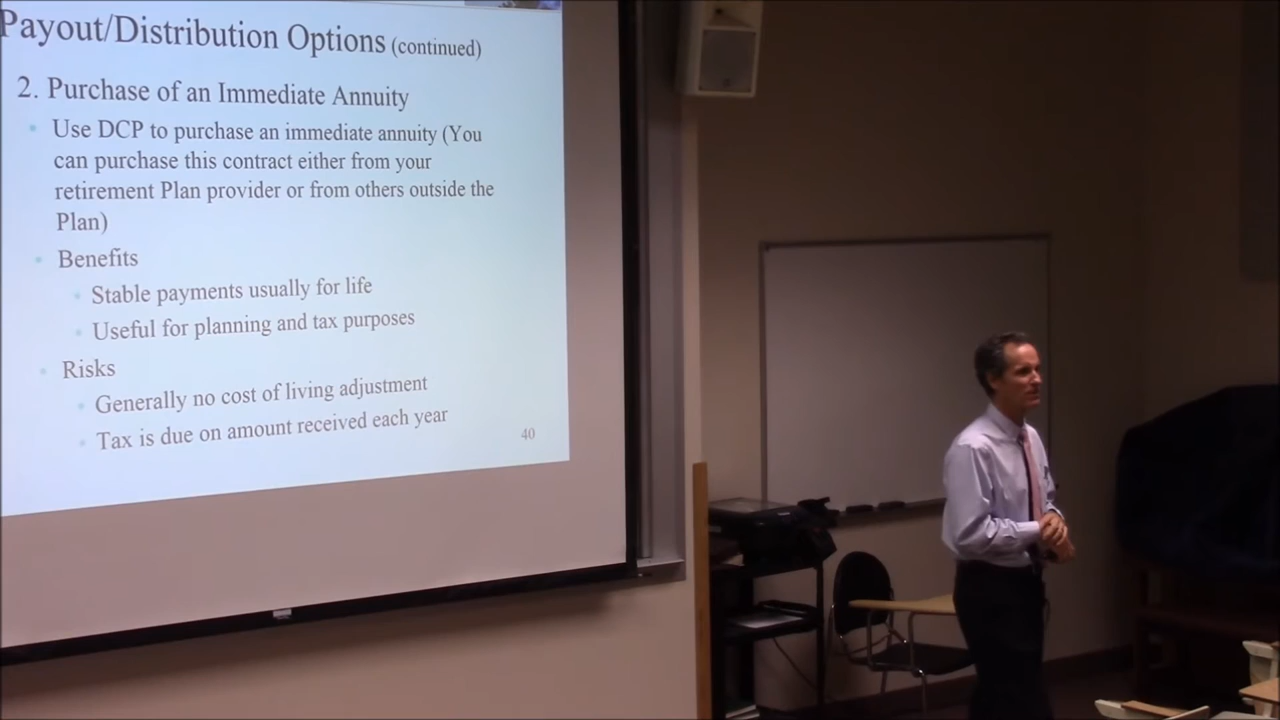 Payout/Distribution Options (continued)
2. Purchase of an Immediate Annuity
Use DCP to purchase an immediate annuity (You
can purchase this contract either from your
retirement Plan provider or from others outside the
Plan)
Benefits
Stable payments usually for life
Useful for planning and tax purposes
Risks
Generally no cost of living adjustment
Tax is due on amount received each year
40